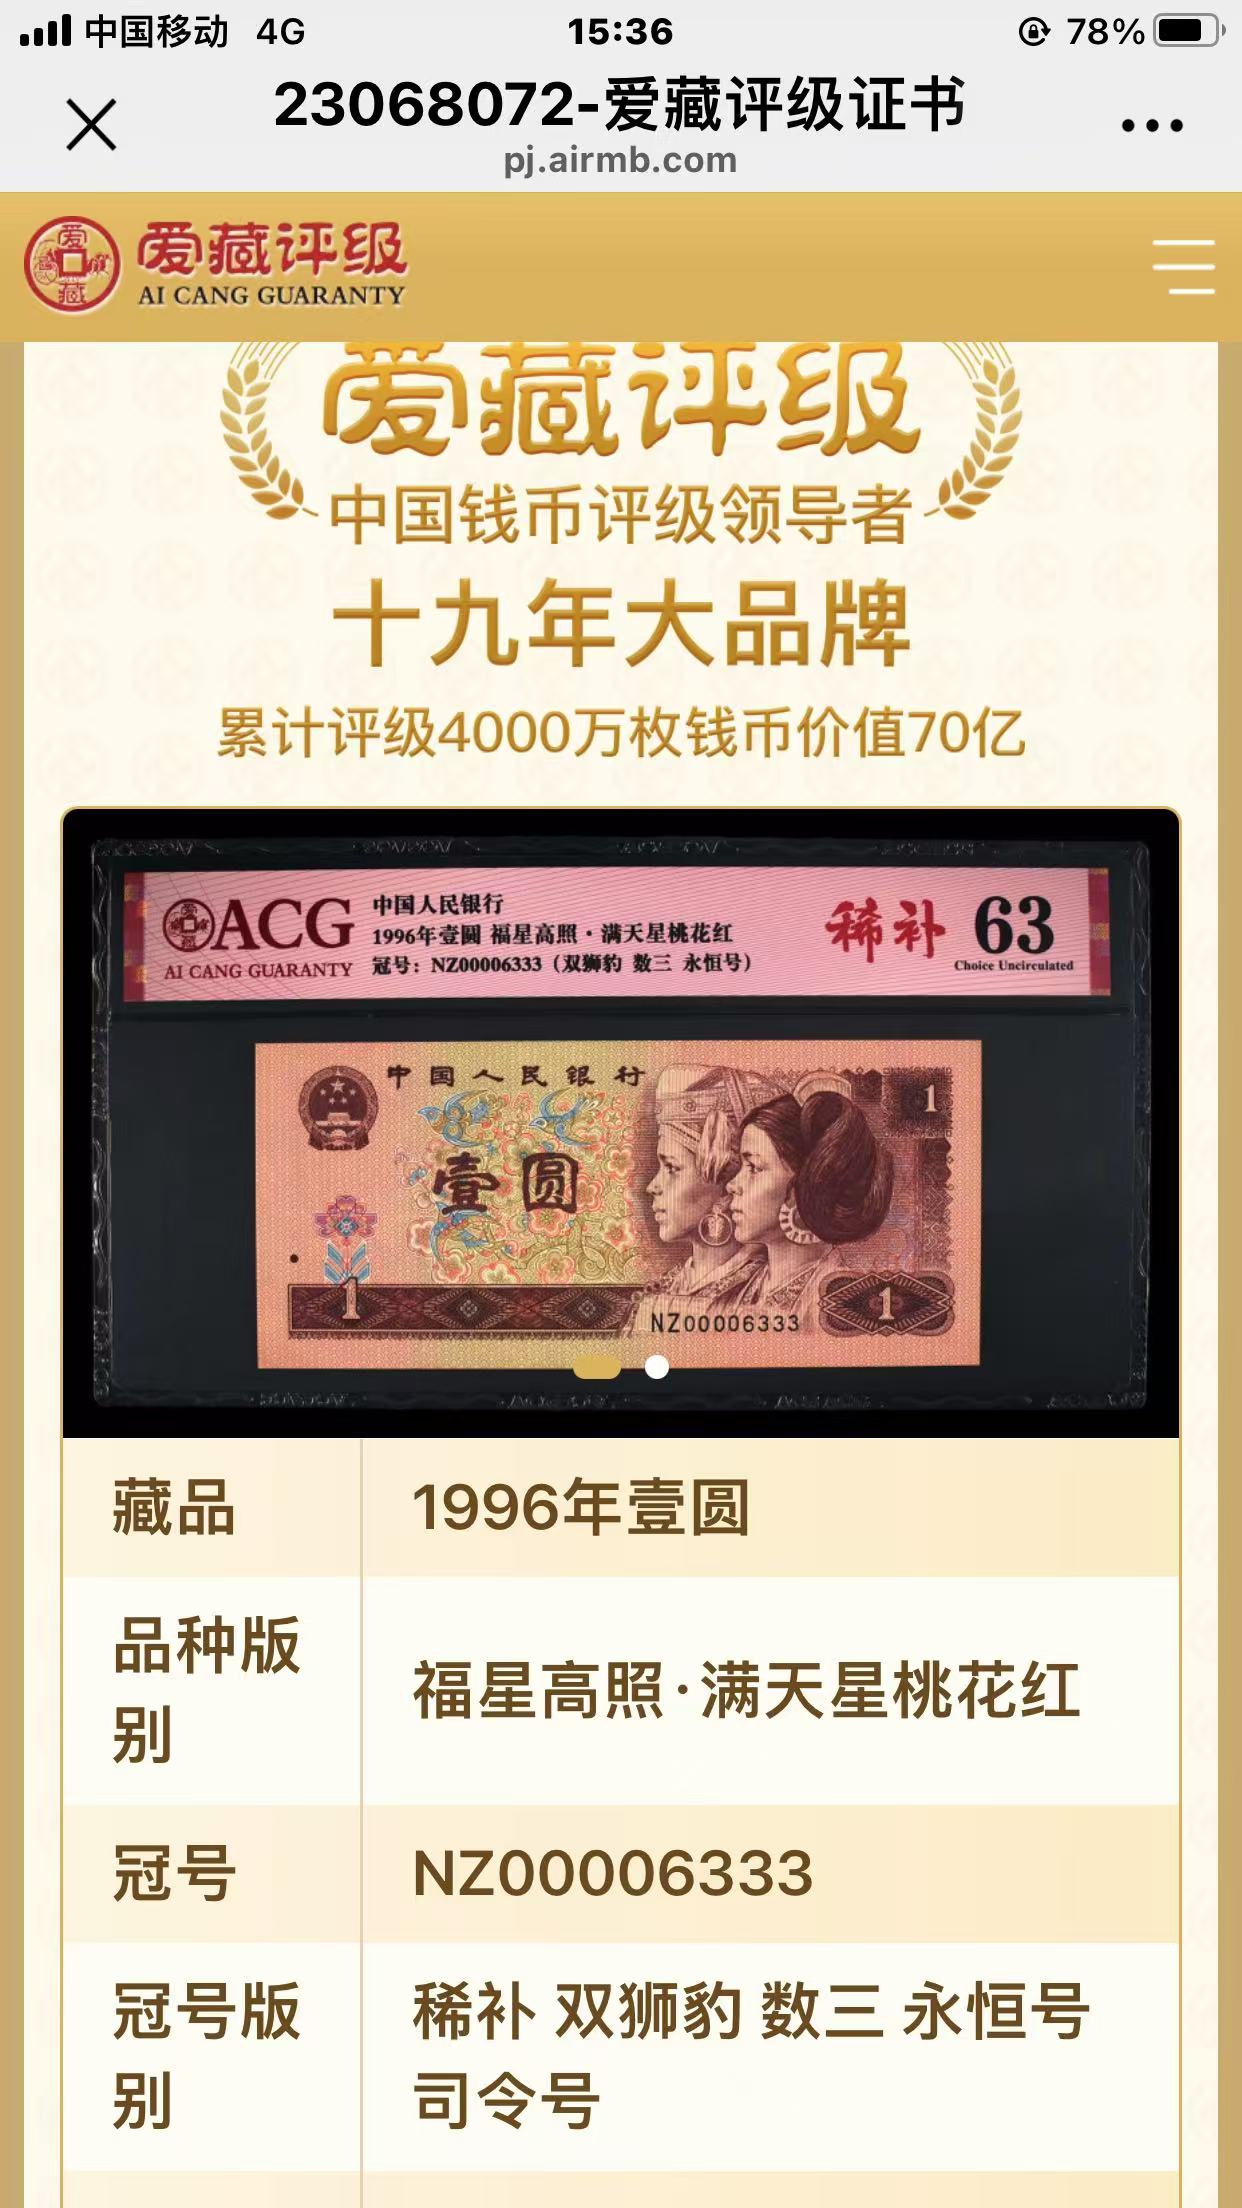 中国移动 4G 15:36 78%
23068072-爱藏评级证书
pj.airmb.com
爱藏评级
AI CANG GUARANTY
爱藏评级
中国钱币评级领导者
十九年大品牌
累计评级4000万枚钱币价值70亿
ACG
AI CANG GUARANTY
中国人民银行
1996年壹圆 福星高照·满天星桃花红
冠号：NZ00006333（双狮豹 数三 永恒号）
稀补 63
Choice Uncirculated
中国人民银行
1
壹圆
1
NZ00006333
1
藏品 1996年壹圆
品种版别 福星高照·满天星桃花红
冠号 NZ00006333
冠号版别 稀补 双狮豹 数三 永恒号
司令号